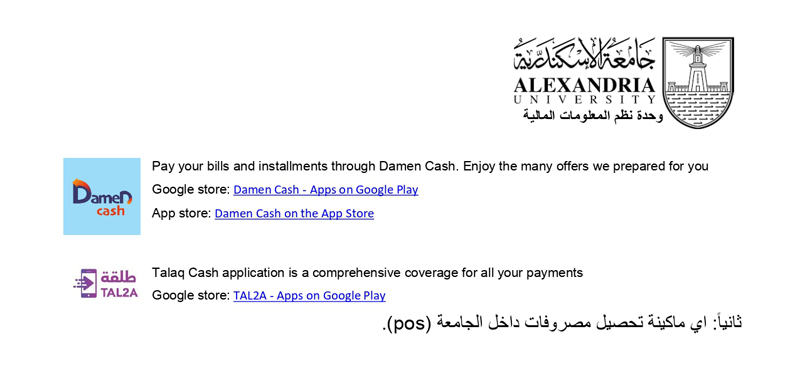 جامعة الإسكندرية
ALEXANDRIA
UNIVERSITY
وحدة نظم المعلومات المالية
Damen
cash
Pay your bills and installments through Damen Cash. Enjoy the many offers we prepared for you
Google store: Damen Cash - Apps on Google Play
App store: Damen Cash on the App Store
طلقة
TAL2A
Talaq Cash application is a comprehensive coverage for all your payments
Google store: TAL2A - Apps on Google Play
ثانياً: اي ماكينة تحصيل مصروفات داخل الجامعة (pos).